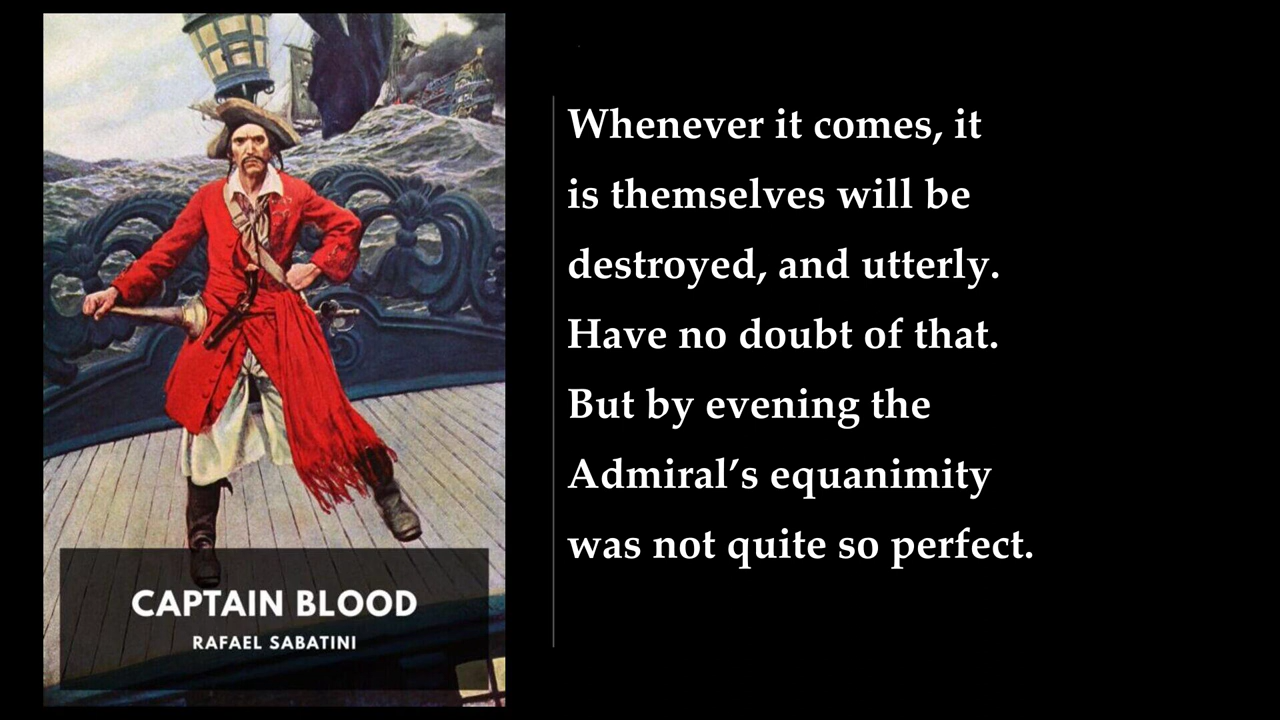 CAPTAIN BLOOD
RAFAEL SABATINI
Whenever it comes, it
is themselves will be
destroyed, and utterly.
Have no doubt of that.
But by evening the
Admiral’s equanimity
was not quite so perfect.